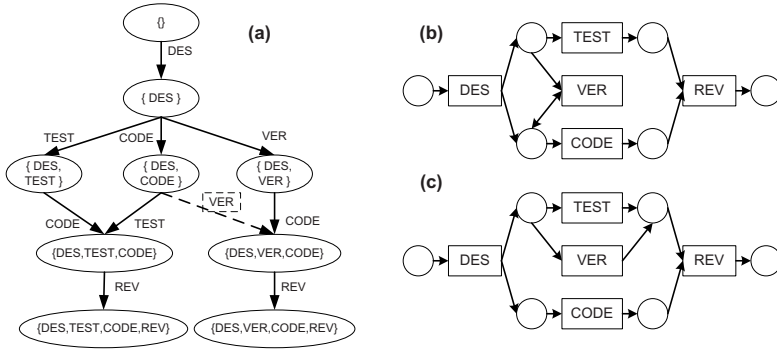 {}
(a)
DES
{ DES }
TEST
CODE
VER
{ DES,
TEST }
{ DES,
CODE }
{ DES,
VER }
VER
CODE
TEST
CODE
{DES,TEST,CODE}
{DES,VER,CODE}
REV
REV
{DES,TEST,CODE,REV}
{DES,VER,CODE,REV}
(b)
TEST
DES
VER
REV
CODE
(c)
TEST
DES
VER
REV
CODE